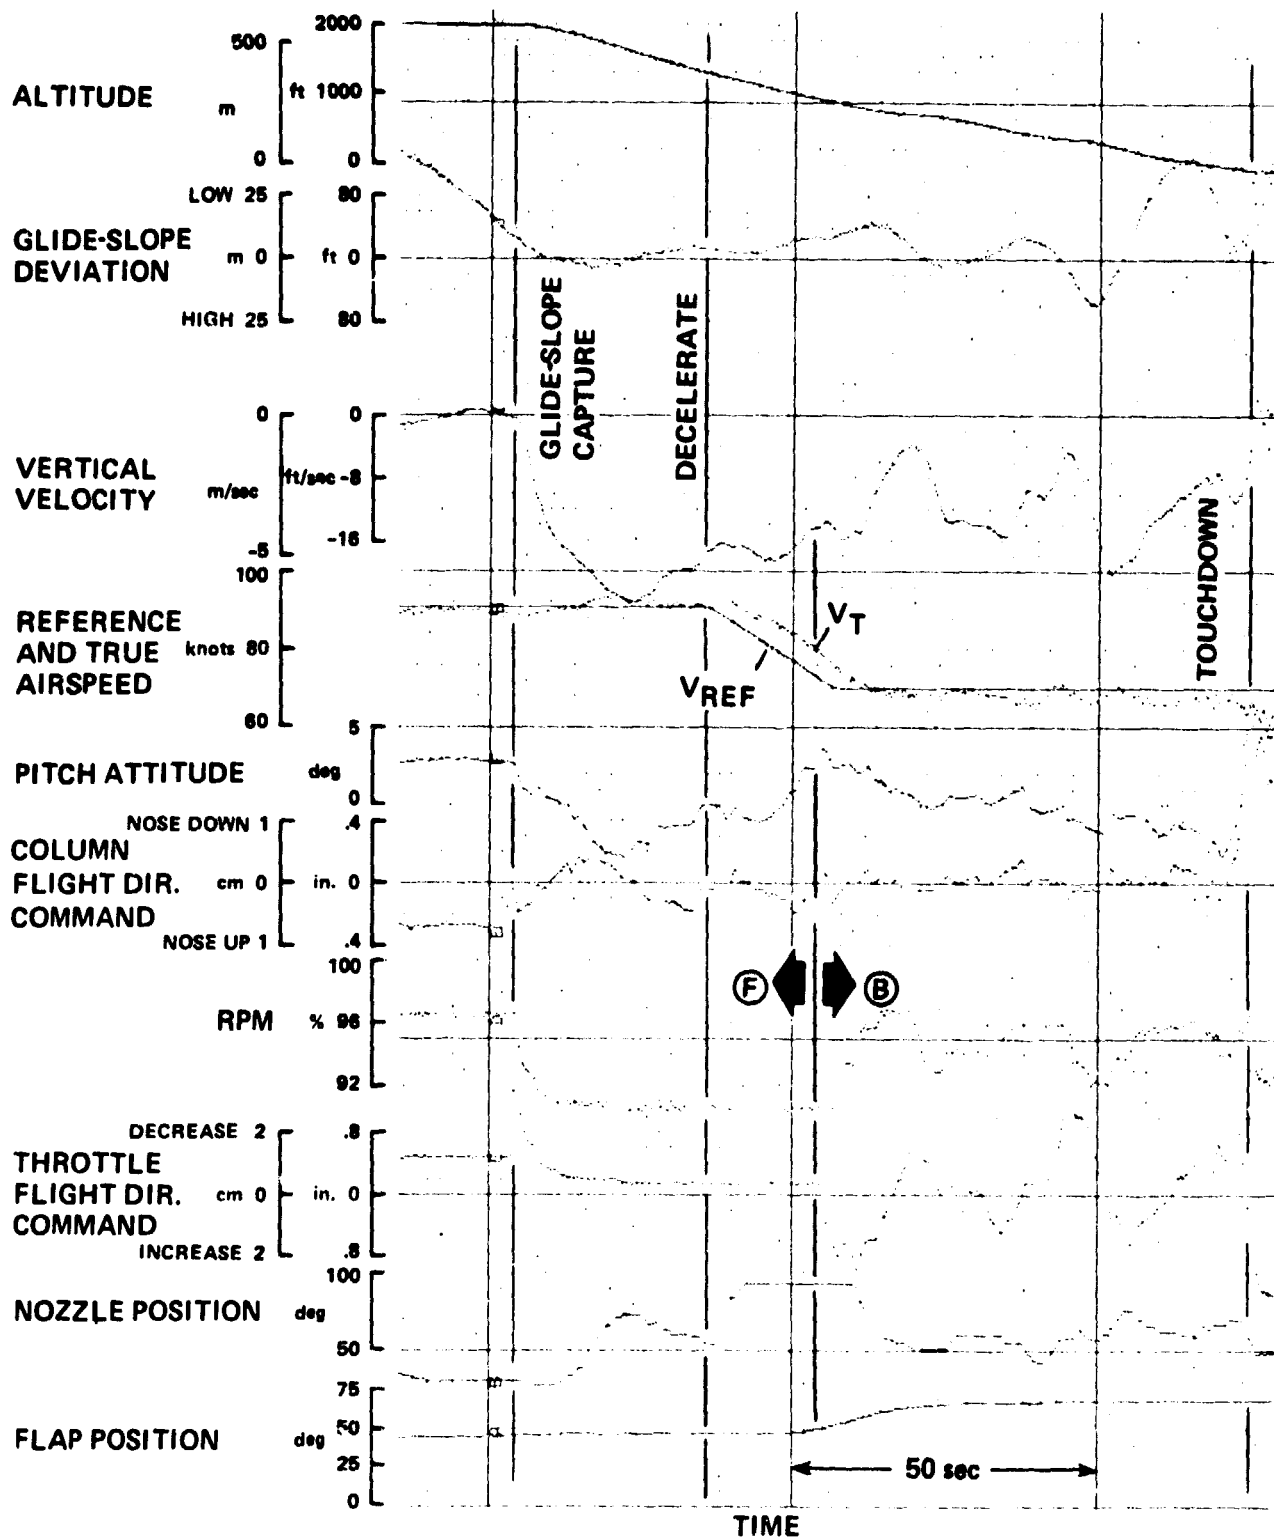 2000
500
ALTITUDE
m
ft 1000
0
0
LOW 25
80
GLIDE-SLOPE
DEVIATION
m 0
ft 0
HIGH 25
80
GLIDE-SLOPE
CAPTURE
DECELERATE
0
0
VERTICAL
VELOCITY
m/sec
ft/sec -8
-5
-16
TOUCHDOWN
100
REFERENCE
AND TRUE
AIRSPEED
knots 80
60
VT
VREF
5
PITCH ATTITUDE
deg
0
NOSE DOWN 1
.4
COLUMN
FLIGHT DIR.
COMMAND
cm 0
in. 0
NOSE UP 1
.4
100
F
B
RPM
% 96
92
DECREASE 2
.8
THROTTLE
FLIGHT DIR.
COMMAND
cm 0
in. 0
INCREASE 2
.8
100
NOZZLE POSITION
deg
50
75
50
FLAP POSITION
deg
25
0
50 sec
TIME